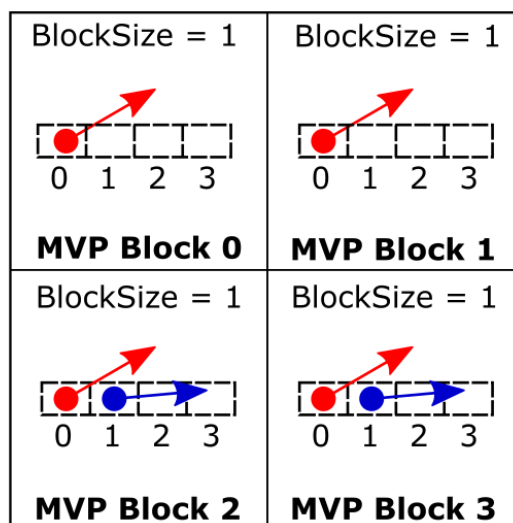 BlockSize = 1
0 1 2 3
MVP Block 0
BlockSize = 1
0 1 2 3
MVP Block 1
BlockSize = 1
0 1 2 3
MVP Block 2
BlockSize = 1
0 1 2 3
MVP Block 3